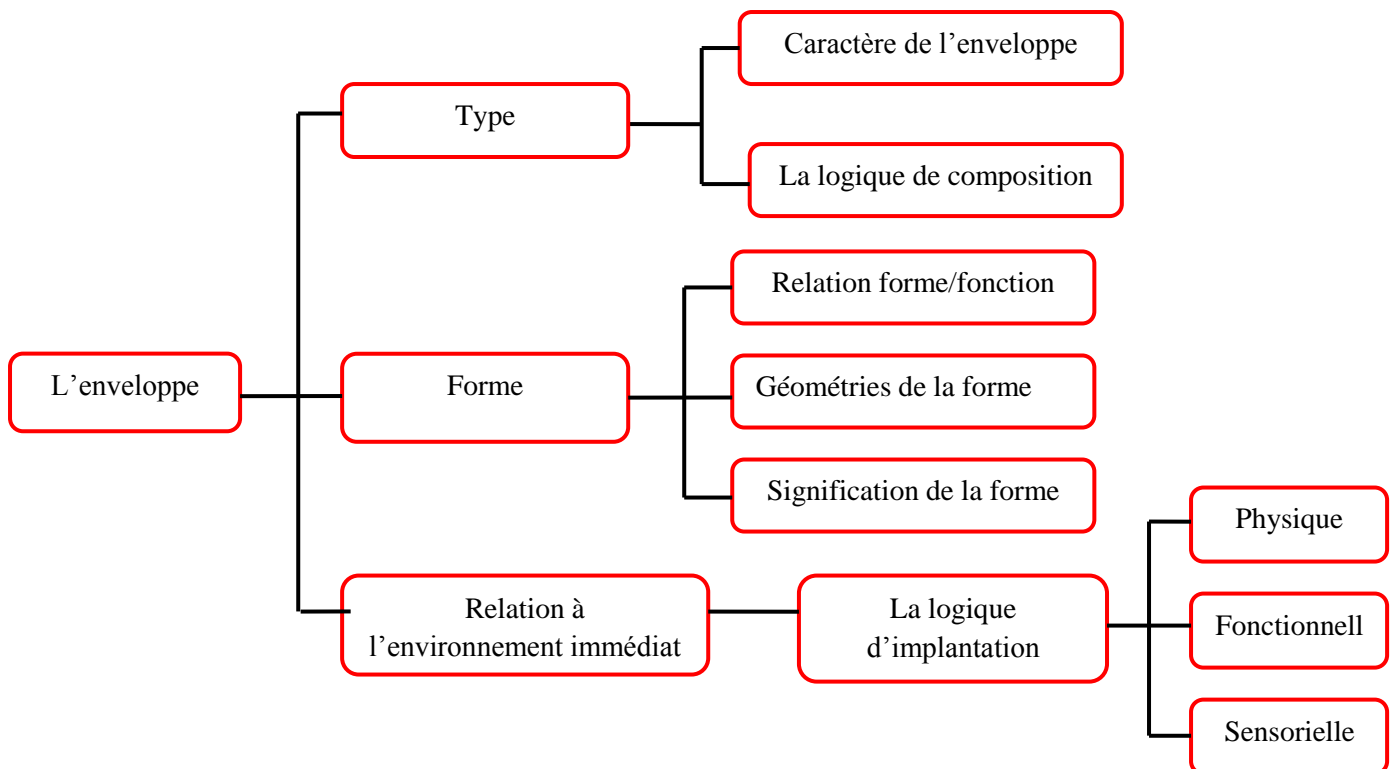 Caractère de l’enveloppe
Type
La logique de composition
Relation forme/fonction
L’enveloppe
Forme
Géométries de la forme
Signification de la forme
Physique
Relation à
l’environnement immédiat
La logique
d’implantation
Fonctionnell
Sensorielle